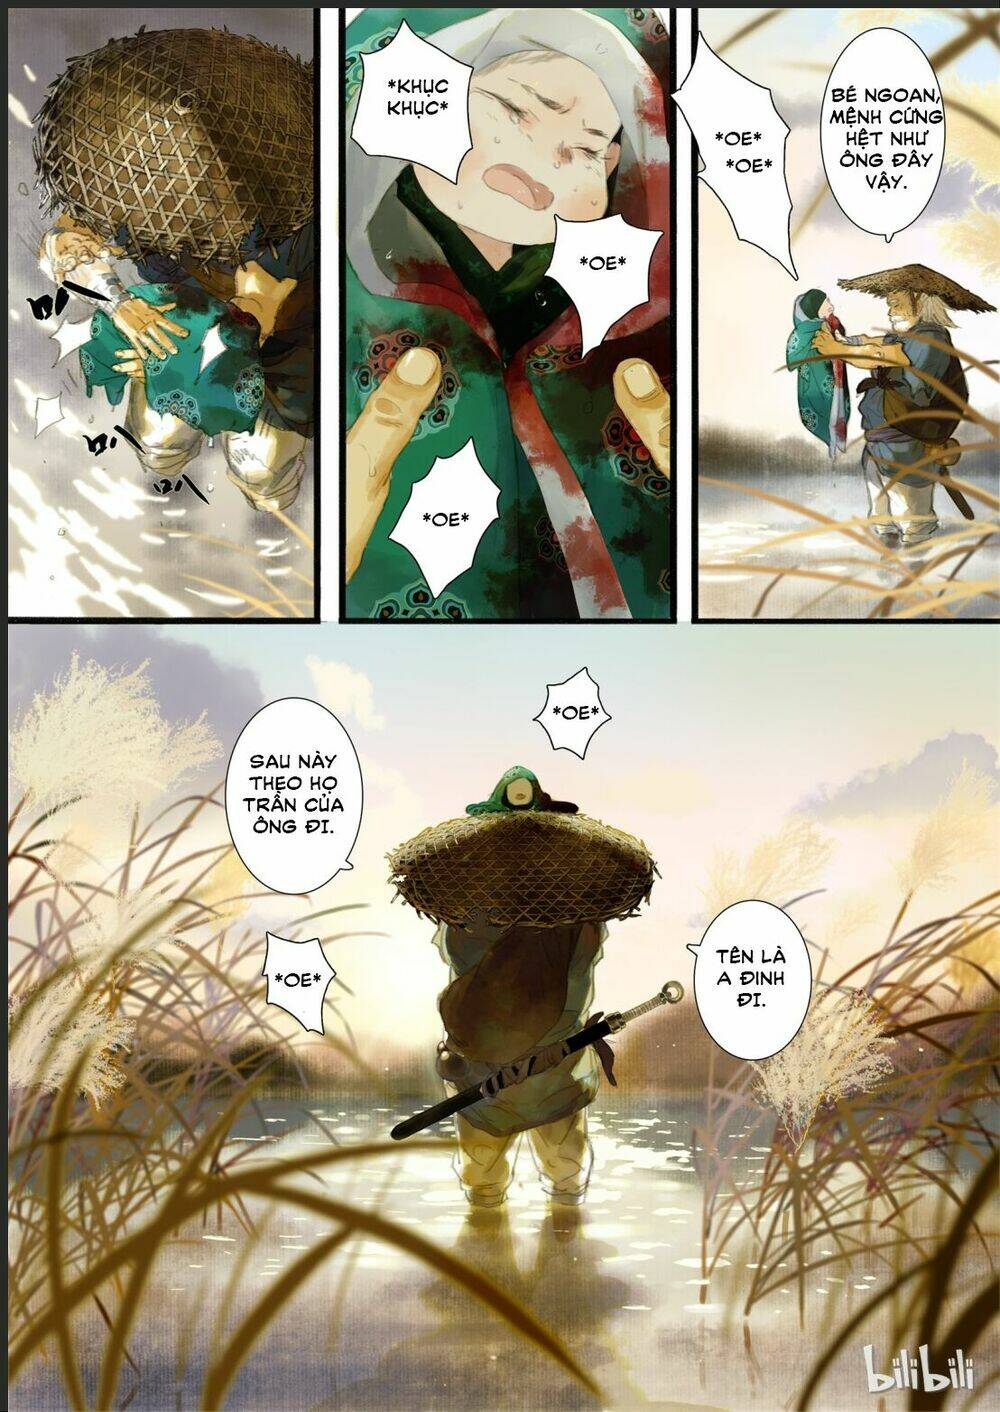 *KHỤC
KHỤC*
*OE*
*OE*
*OE*
*OE*
BÉ NGOAN,
MỆNH CỨNG
HỆT NHƯ
ÔNG ĐÂY
VẬY.
*OE*
SAU NÀY
THEO HỌ
TRẦN CỦA
ÔNG ĐI.
*OE*
TÊN LÀ
A ĐINH
ĐI.
bilibili